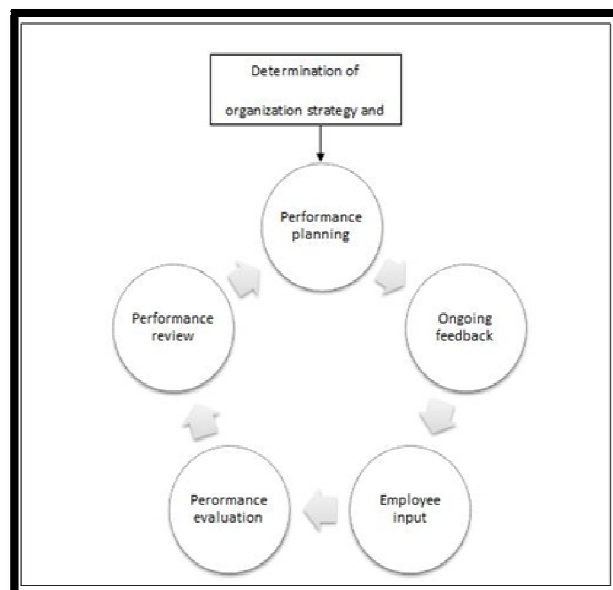 Determination of
organization strategy and
Performance
planning
Ongoing
feedback
Employee
input
Perormance
evaluation
Performance
review